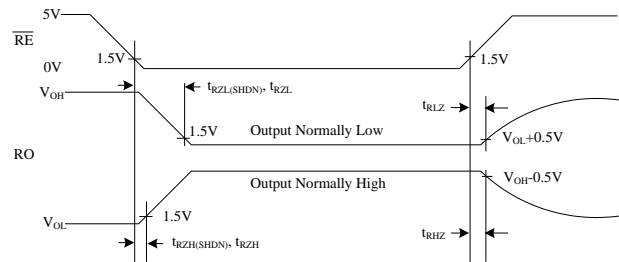 5V
RE
1.5V
1.5V
0V
tRZL(SHDN), tRZL
VOH
tRLZ
1.5V
Output Normally Low
VOL+0.5V
RO
Output Normally High
VOH-0.5V
1.5V
VOL
tRHZ
tRZH(SHDN), tRZH